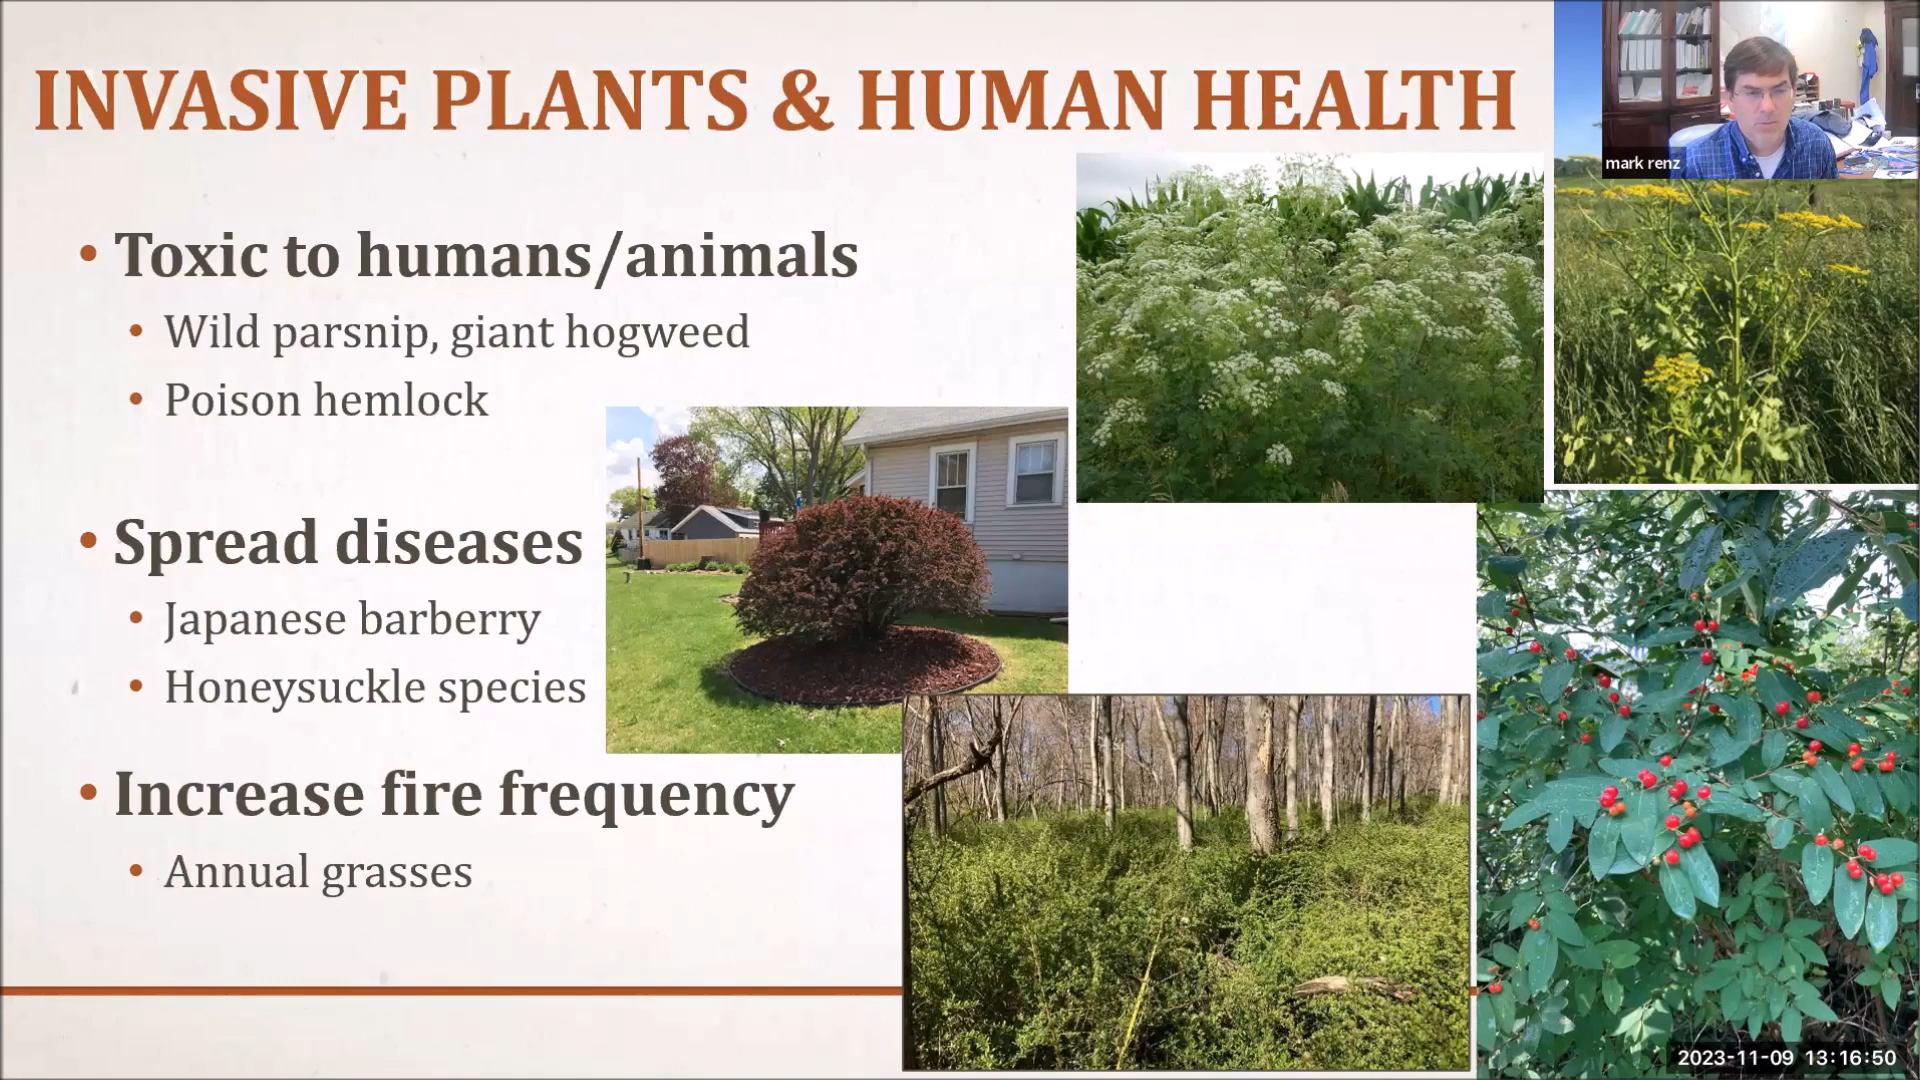 INVASIVE PLANTS & HUMAN HEALTH
mark renz
• Toxic to humans/animals
• Wild parsnip, giant hogweed
• Poison hemlock
• Spread diseases
• Japanese barberry
• Honeysuckle species
• Increase fire frequency
• Annual grasses
2023-11-09 13:16:50